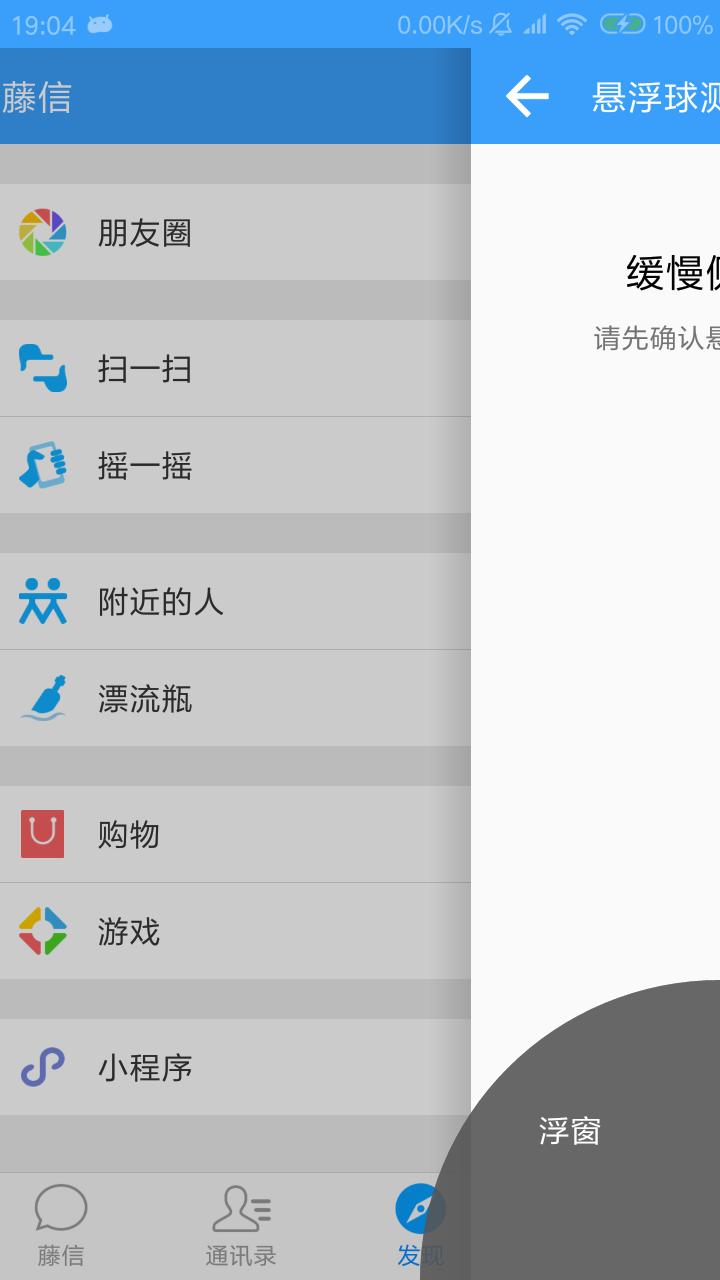 19:04 0.00K/s 100%
藤信
悬浮球测
朋友圈
缓慢侧
请先确认悬
扫一扫
摇一摇
附近的人
漂流瓶
购物
游戏
小程序
浮窗
藤信 通讯录 发现